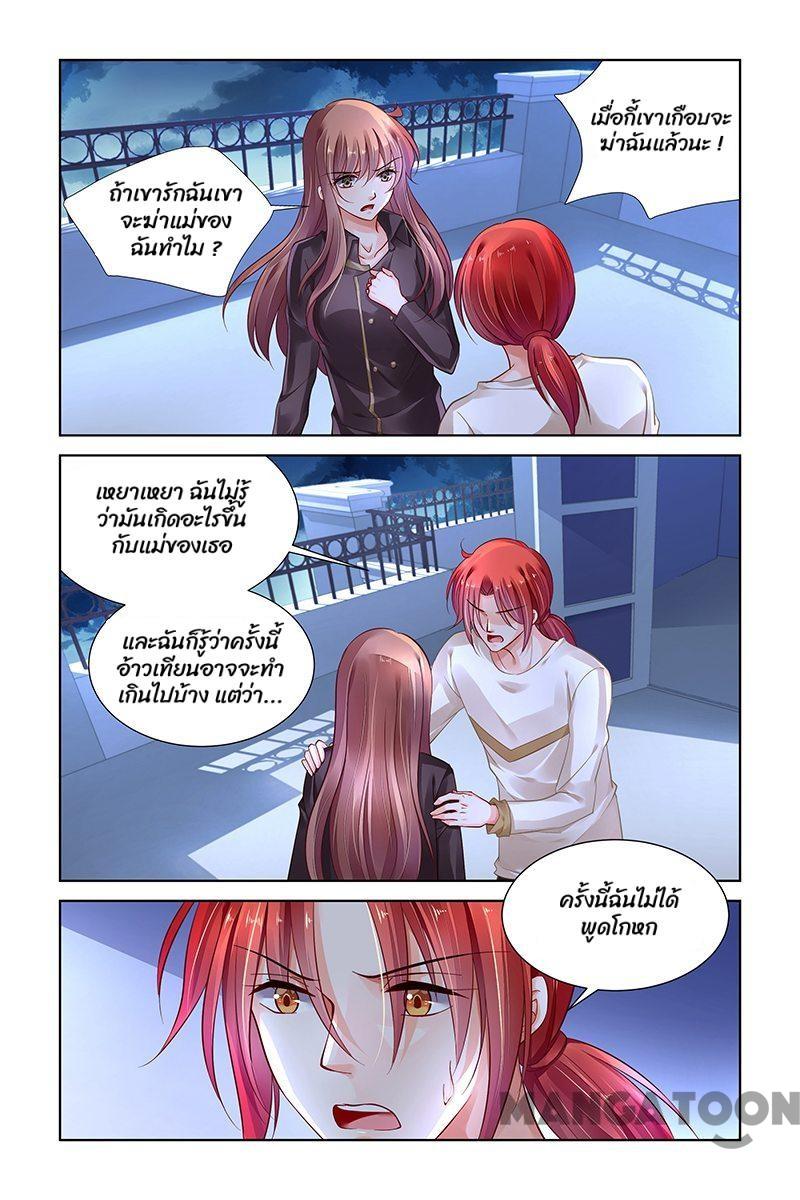 ถ้าเขารักฉันเขา
จะฆ่าแม่ของ
ฉันทำไม ?
เมื่อกี้เขาเกือบจะ
ฆ่าฉันแล้วนะ !
เหยาเหยา ฉันไม่รู้
ว่ามันเกิดอะไรขึ้น
กับแม่ของเธอ
และฉันก็รู้ว่าครั้งนี้
อ้าวเทียนอาจจะทำ
เกินไปบ้าง แต่ว่า...
ครั้งนี้ฉันไม่ได้
พูดโกหก
MANGATOON